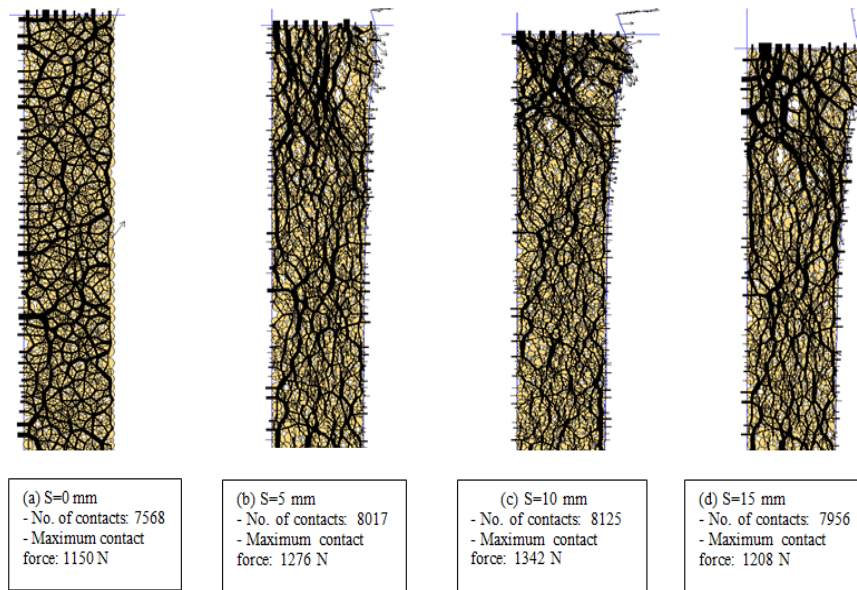 (a) S=0 mm
- No. of contacts: 7568
- Maximum contact
force: 1150 N
(b) S=5 mm
- No. of contacts: 8017
- Maximum contact
force: 1276 N
(c) S=10 mm
- No. of contacts: 8125
- Maximum contact
force: 1342 N
(d) S=15 mm
- No. of contacts: 7956
- Maximum contact
force: 1208 N